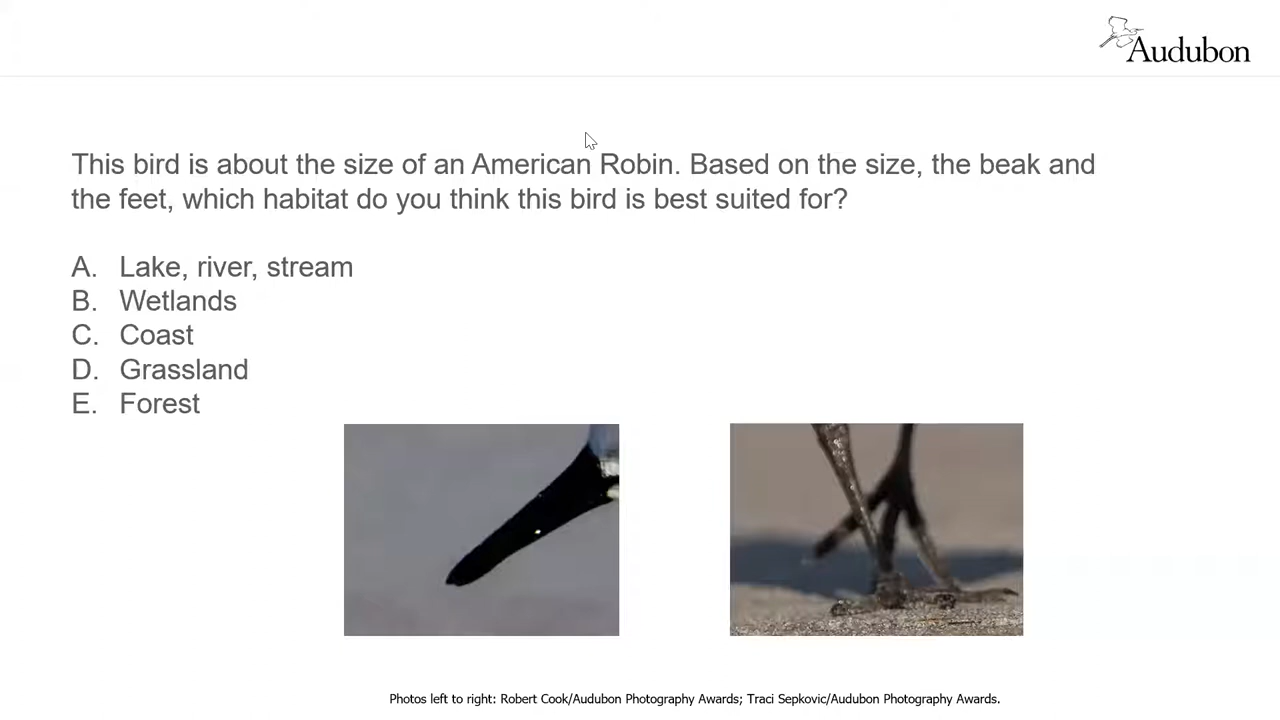 Audubon
This bird is about the size of an American Robin. Based on the size, the beak and
the feet, which habitat do you think this bird is best suited for?
A. Lake, river, stream
B. Wetlands
C. Coast
D. Grassland
E. Forest
Photos left to right: Robert Cook/Audubon Photography Awards; Traci Sepkovic/Audubon Photography Awards.